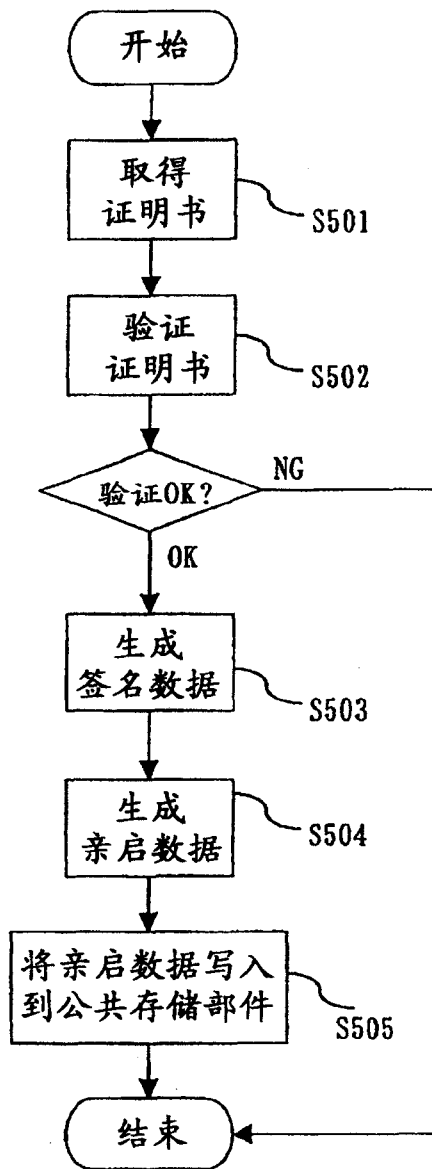 开始
取得
证明书
S501
验证
证明书
S502
验证OK?
NG
OK
生成
签名数据
S503
生成
亲启数据
S504
将亲启数据写入
到公共存储部件
S505
结束